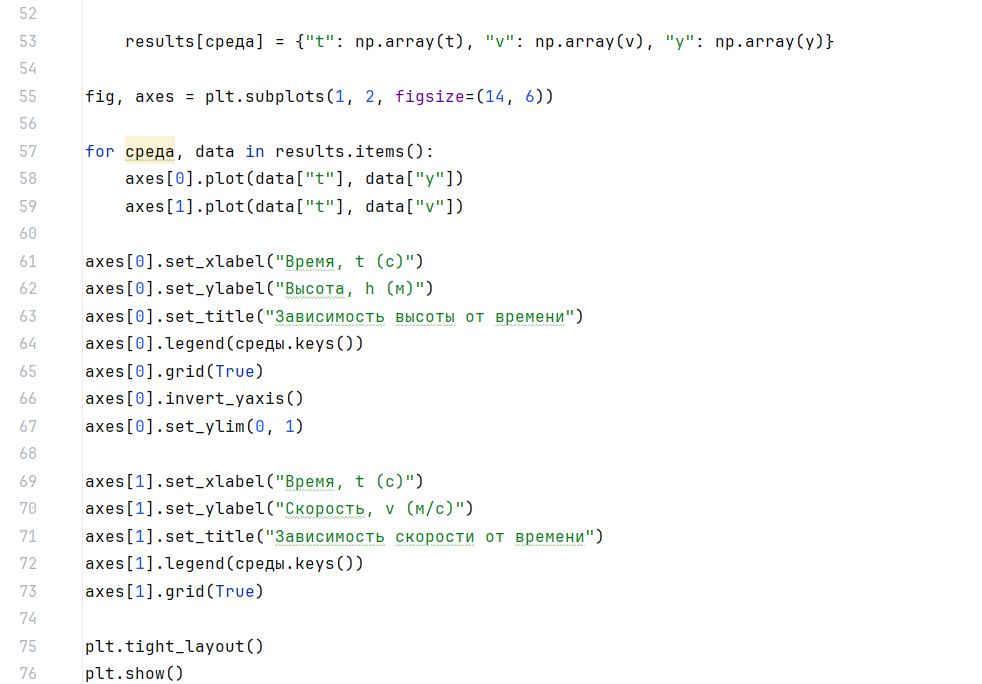 52
53 results[среда] = {"t": np.array(t), "v": np.array(v), "y": np.array(y)}
54
55 fig, axes = plt.subplots(1, 2, figsize=(14, 6))
56
57 for среда, data in results.items():
58 axes[0].plot(data["t"], data["y"])
59 axes[1].plot(data["t"], data["v"])
60
61 axes[0].set_xlabel("Время, t (с)")
62 axes[0].set_ylabel("Высота, h (м)")
63 axes[0].set_title("Зависимость высоты от времени")
64 axes[0].legend(среды.keys())
65 axes[0].grid(True)
66 axes[0].invert_yaxis()
67 axes[0].set_ylim(0, 1)
68
69 axes[1].set_xlabel("Время, t (с)")
70 axes[1].set_ylabel("Скорость, v (м/с)")
71 axes[1].set_title("Зависимость скорости от времени")
72 axes[1].legend(среды.keys())
73 axes[1].grid(True)
74
75 plt.tight_layout()
76 plt.show()